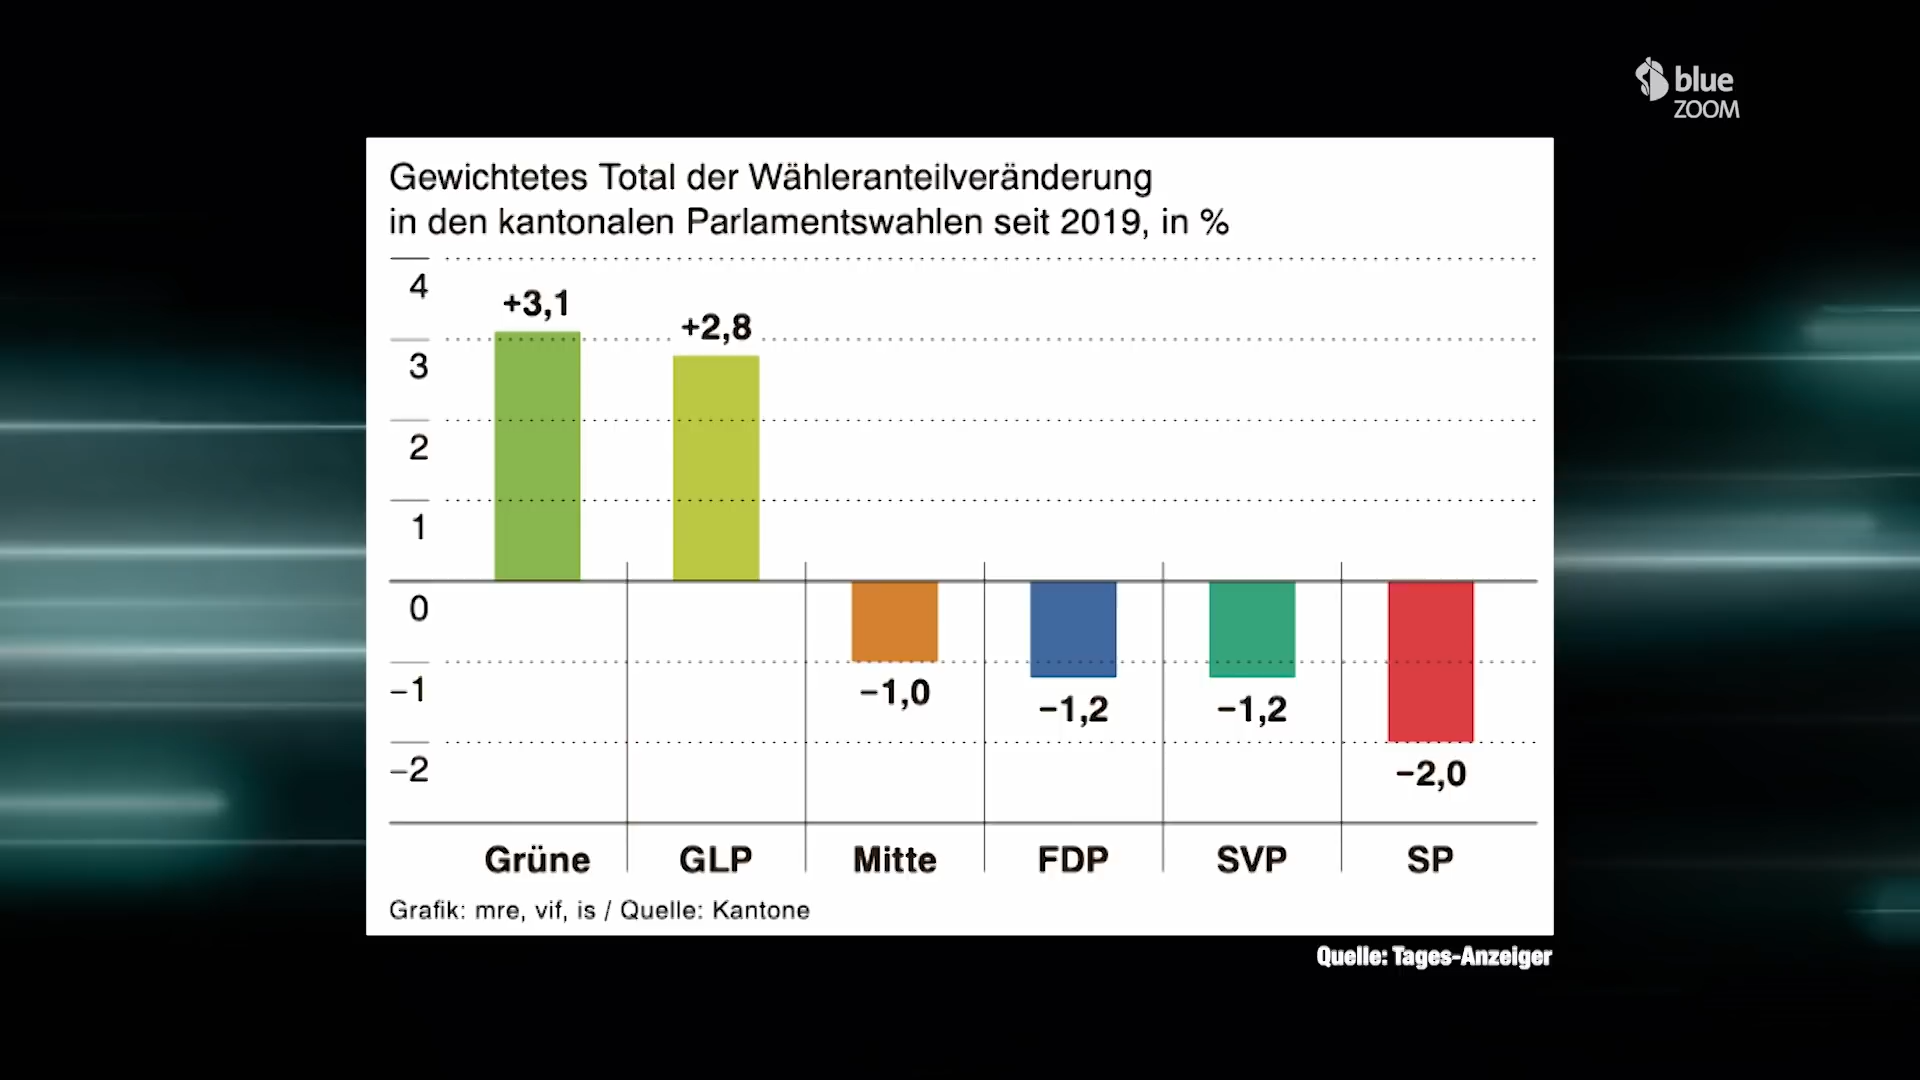 blue
ZOOM
Gewichtetes Total der Wähleranteilveränderung
in den kantonalen Parlamentswahlen seit 2019, in %
4
+3,1
+2,8
3
2
1
0
−1
−1,0
−1,2
−1,2
−2
−2,0
Grüne
GLP
Mitte
FDP
SVP
SP
Grafik: mre, vif, is / Quelle: Kantone
Quelle: Tages-Anzeiger